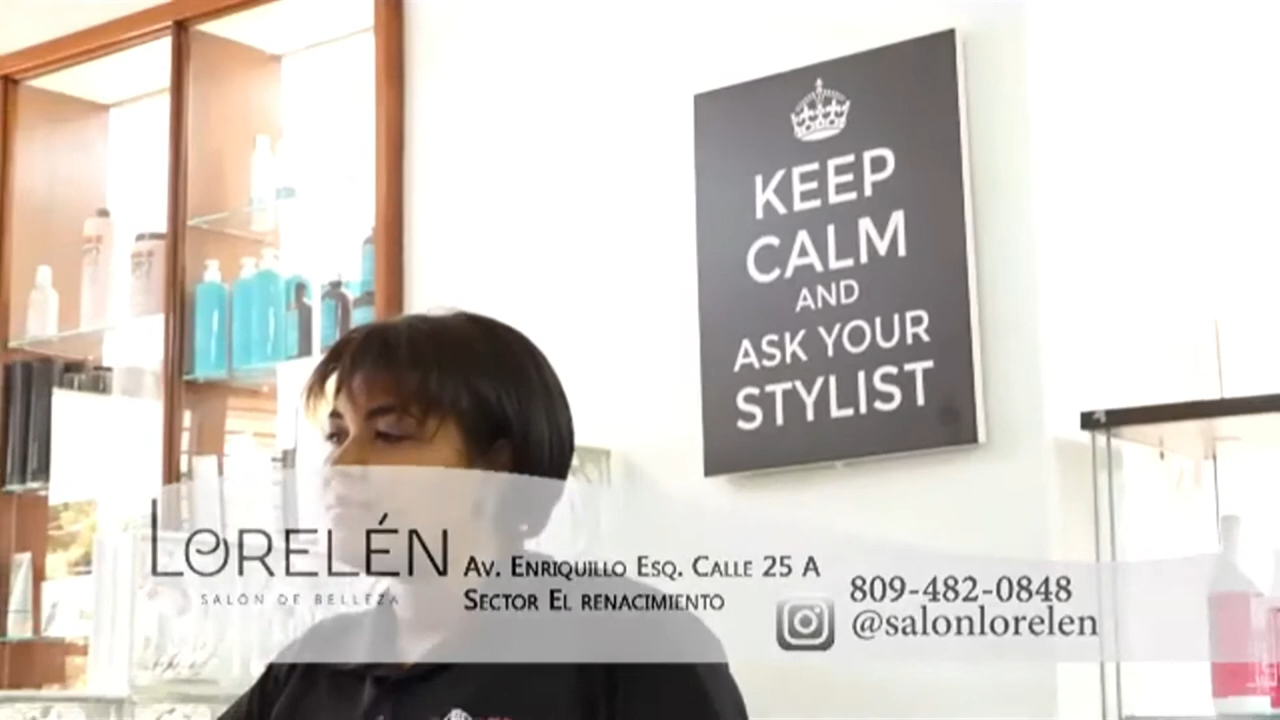 KEEP
CALM
AND
ASK YOUR
STYLIST
LORELÉN
SALÓN DE BELLEZA
AV. ENRIQUILLO ESQ. CALLE 25 A
SECTOR EL RENACIMIENTO
809-482-0848
@salonlorelen